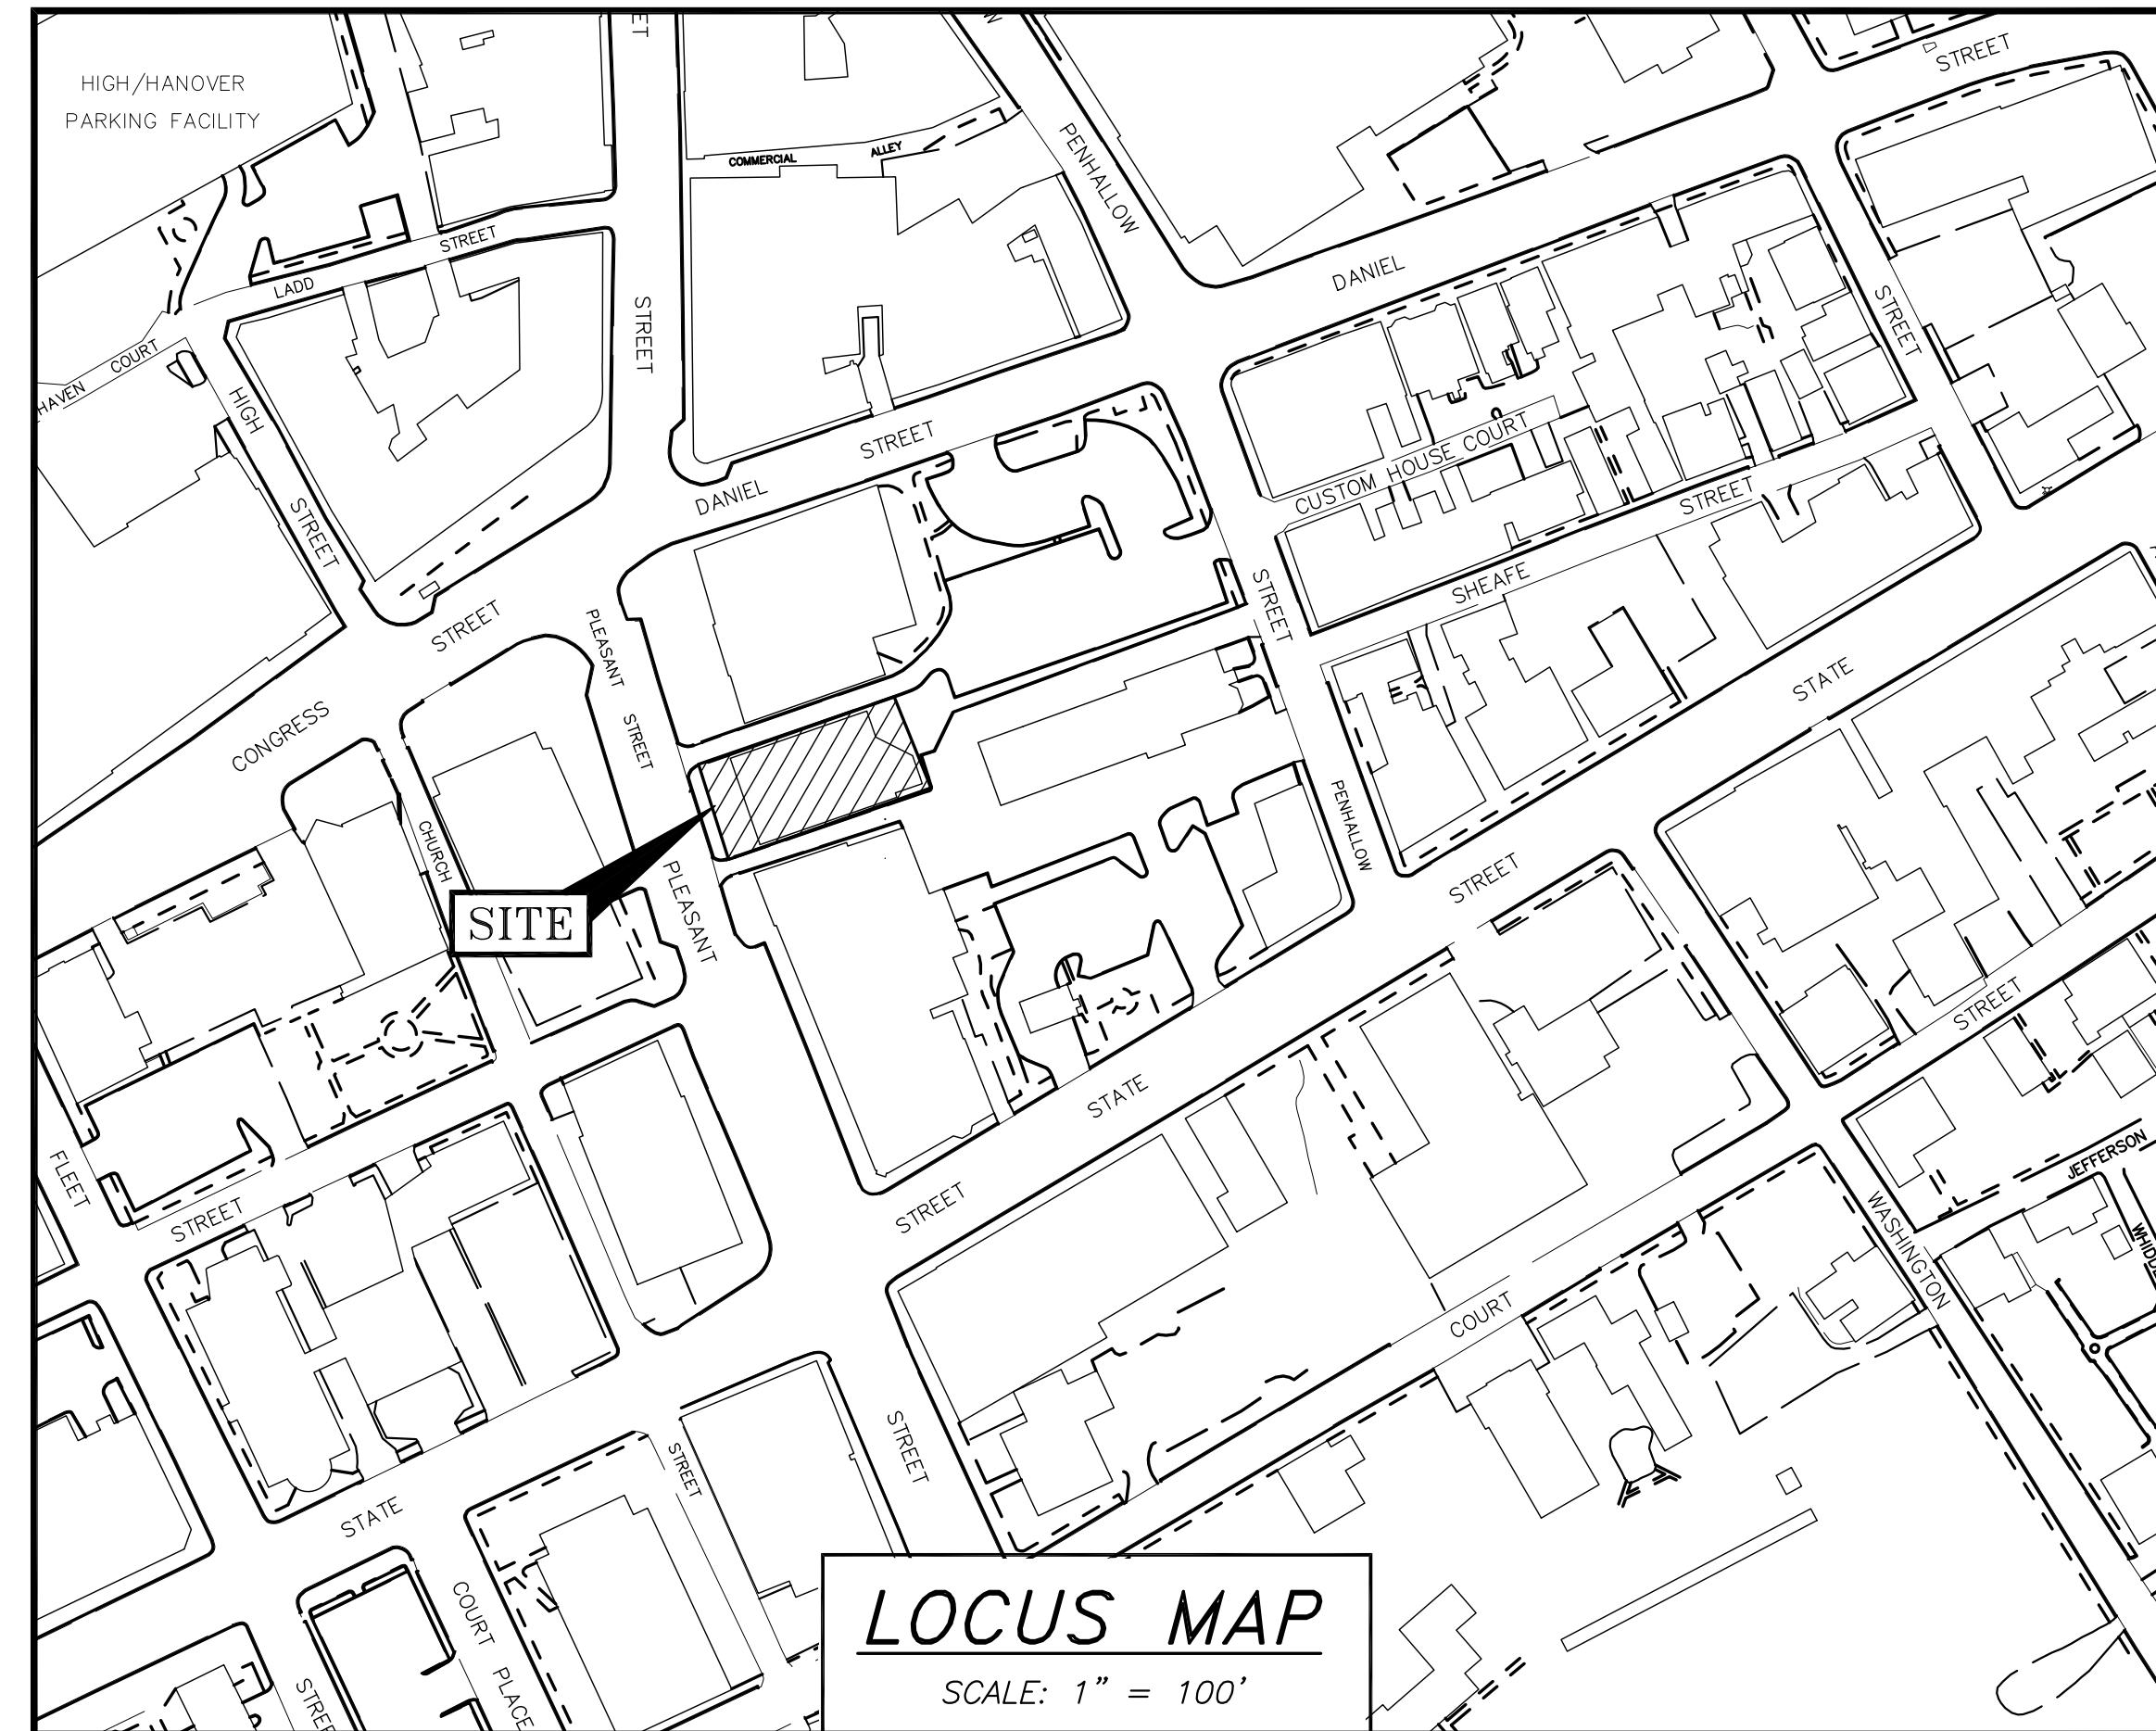 HIGH/HANOVER
PARKING FACILITY
STREET
COMMERCIAL ALLEY
PENHALLOW
LADD STREET
STREET
DANIEL
STREET
HAVEN COURT
HIGH
STREET
DANIEL STREET
CUSTOM HOUSE COURT
SHEAFE STREET
STREET
CONGRESS STREET
PLEASANT
STREET
PENHALLOW
STATE
STREET
CHURCH
PLEASANT
SITE
STATE
STREET
STREET
FLEET
STREET
JEFFERSON
WASHINGTON
COURT
STREET
STREET
STATE
COURT PLACE
LOCUS MAP
SCALE: 1" = 100'